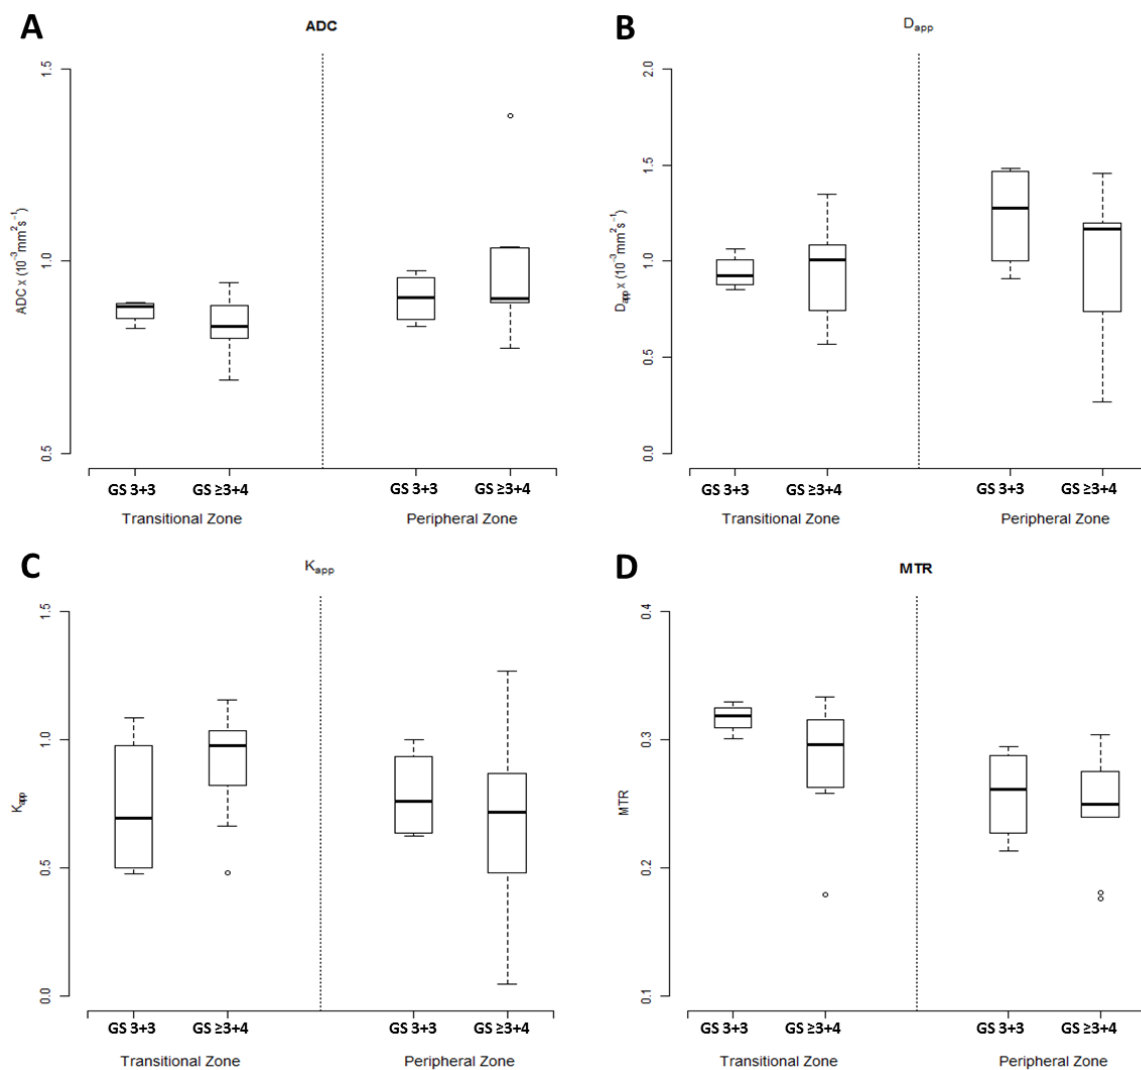 A
ADC
ADC x (10⁻³mm²s⁻¹)
1.5
1.0
0.5
GS 3+3
GS ≥3+4
GS 3+3
GS ≥3+4
Transitional Zone
Peripheral Zone
B
Dapp
Dapp x (10⁻³mm²s⁻¹)
2.0
1.5
1.0
0.5
0.0
GS 3+3
GS ≥3+4
GS 3+3
GS ≥3+4
Transitional Zone
Peripheral Zone
C
Kapp
Kapp
1.5
1.0
0.5
0.0
GS 3+3
GS ≥3+4
GS 3+3
GS ≥3+4
Transitional Zone
Peripheral Zone
D
MTR
MTR
0.4
0.3
0.2
0.1
GS 3+3
GS ≥3+4
GS 3+3
GS ≥3+4
Transitional Zone
Peripheral Zone